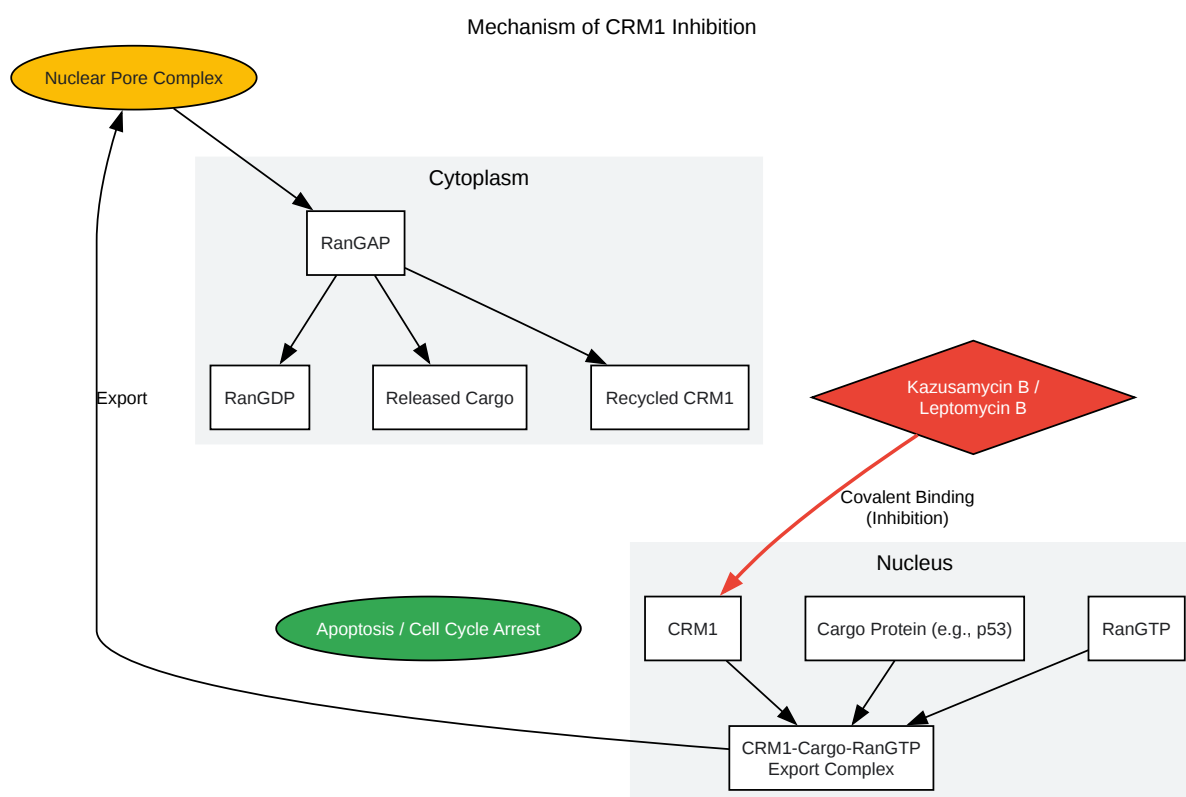 Mechanism of CRM1 Inhibition
Nuclear Pore Complex
Cytoplasm
RanGAP
RanGDP
Released Cargo
Recycled CRM1
Export
Kazusamycin B /
Leptomycin B
Covalent Binding
(Inhibition)
Nucleus
Apoptosis / Cell Cycle Arrest
CRM1
Cargo Protein (e.g., p53)
RanGTP
CRM1-Cargo-RanGTP
Export Complex